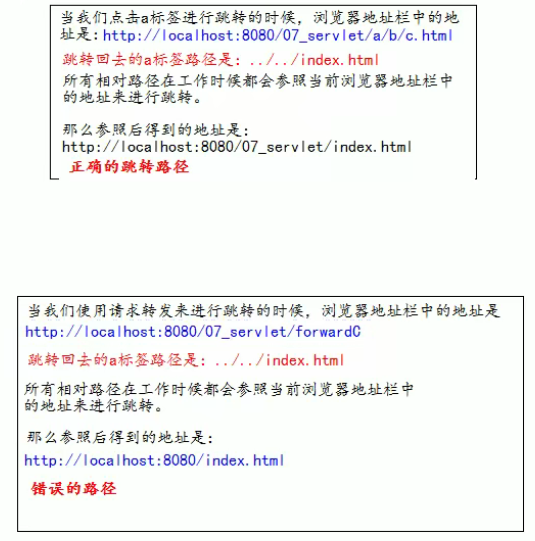 当我们点击a标签进行跳转的时候，浏览器地址栏中的地
址是：http://localhost:8080/07_servlet/a/b/c.html
跳转回去的a标签路径是：../../index.html
所有相对路径在工作时候都会参照当前浏览器地址栏中
的地址来进行跳转。
那么参照后得到的地址是：
http://localhost:8080/07_servlet/index.html
正确的跳转路径
当我们使用请求转发来进行跳转的时候，浏览器地址栏中的地址是
http://localhost:8080/07_servlet/forwardC
跳转回去的a标签路径是：../../index.html
所有相对路径在工作时候都会参照当前浏览器地址栏中
的地址来进行跳转。
那么参照后得到的地址是：
http://localhost:8080/index.html
错误的路径